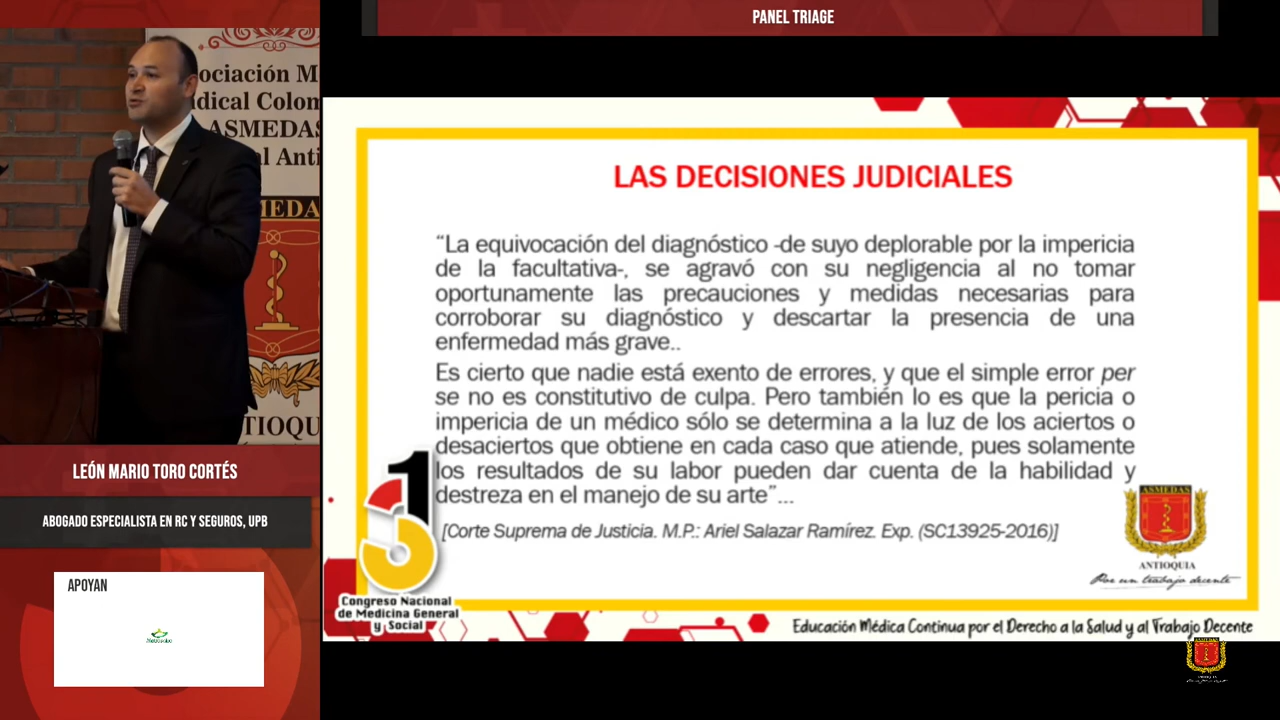 PANEL TRIAGE
ociación M
dical Colom
ASMEDAS
al Anti
MEDA
TIOQU
LEÓN MARIO TORO CORTÉS
ABOGADO ESPECIALISTA EN RC Y SEGUROS, UPB
APOYAN
LAS DECISIONES JUDICIALES
“La equivocación del diagnóstico -de suyo deplorable por la impericia
de la facultativa-, se agravó con su negligencia al no tomar
oportunamente las precauciones y medidas necesarias para
corroborar su diagnóstico y descartar la presencia de una
enfermedad más grave..
Es cierto que nadie está exento de errores, y que el simple error per
se no es constitutivo de culpa. Pero también lo es que la pericia o
impericia de un médico sólo se determina a la luz de los aciertos o
desaciertos que obtiene en cada caso que atiende, pues solamente
los resultados de su labor pueden dar cuenta de la habilidad y
destreza en el manejo de su arte”...
[Corte Suprema de Justicia. M.P.: Ariel Salazar Ramírez. Exp. (SC13925-2016)]
ASMEDAS
ANTIOQUIA
Por un trabajo decente
Congreso Nacional
de Medicina General
y Social
Educación Médica Continua por el Derecho a la Salud y al Trabajo Decente